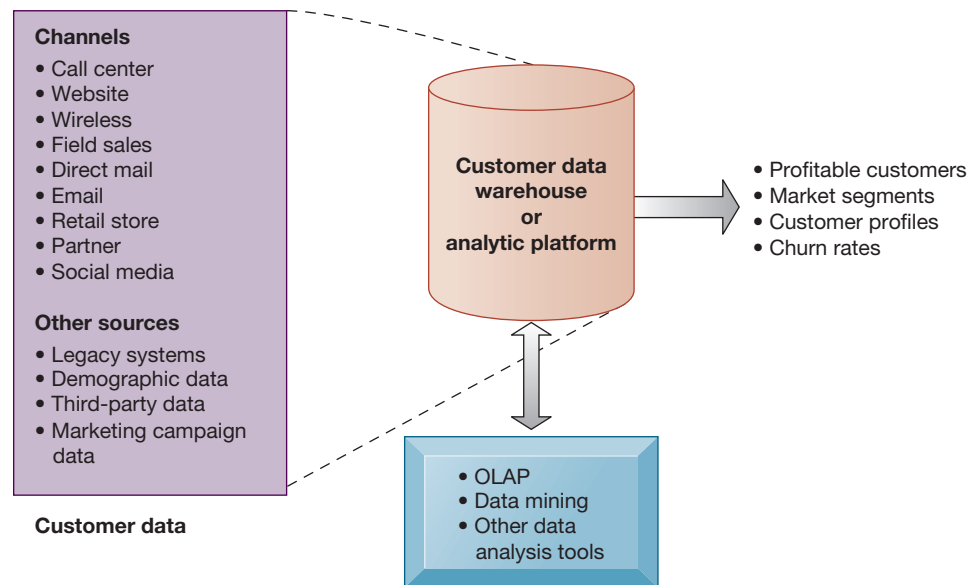 Channels
• Call center
• Website
• Wireless
• Field sales
• Direct mail
• Email
• Retail store
• Partner
• Social media
Other sources
• Legacy systems
• Demographic data
• Third-party data
• Marketing campaign
data
Customer data
Customer data
warehouse
or
analytic platform
• Profitable customers
• Market segments
• Customer profiles
• Churn rates
• OLAP
• Data mining
• Other data
analysis tools